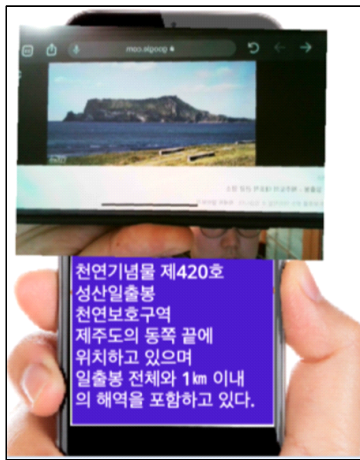 google.com
천연기념물 제420호
성산일출봉
천연보호구역
제주도의 동쪽 끝에
위치하고 있으며
일출봉 전체와 1㎞ 이내
의 해역을 포함하고 있다.